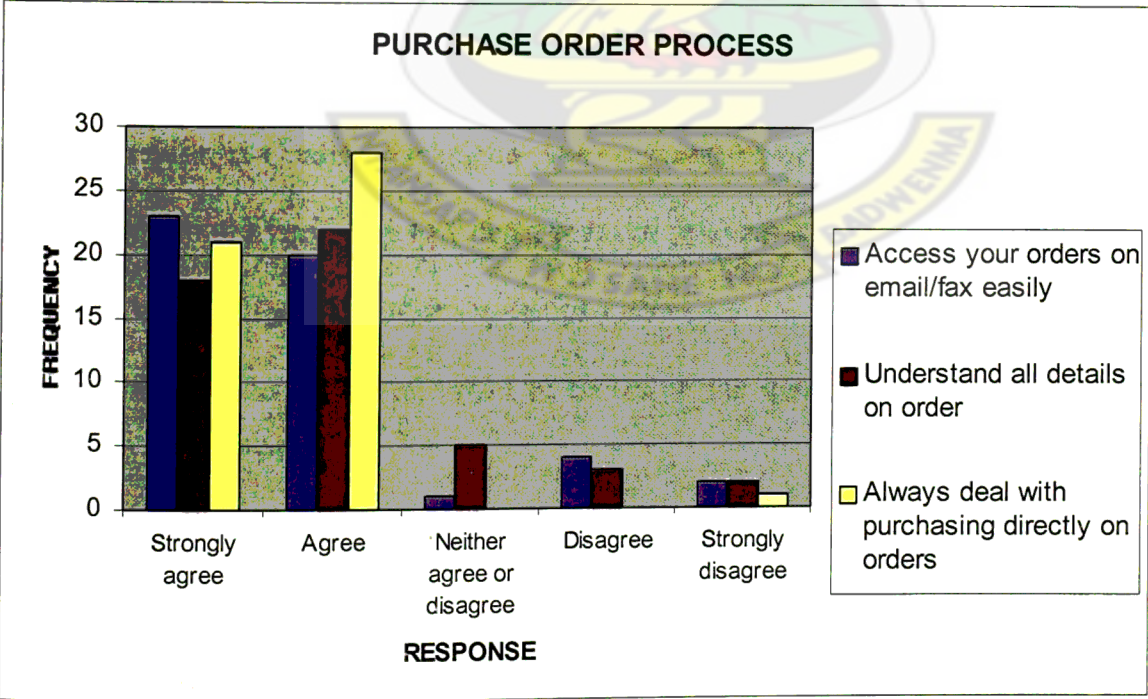 PURCHASE ORDER PROCESS
30
25
20
15
10
5
0
FREQUENCY
Strongly
agree
Agree
Neither
agree or
disagree
Disagree
Strongly
disagree
RESPONSE
Access your orders on
email/fax easily
Understand all details
on order
Always deal with
purchasing directly on
orders